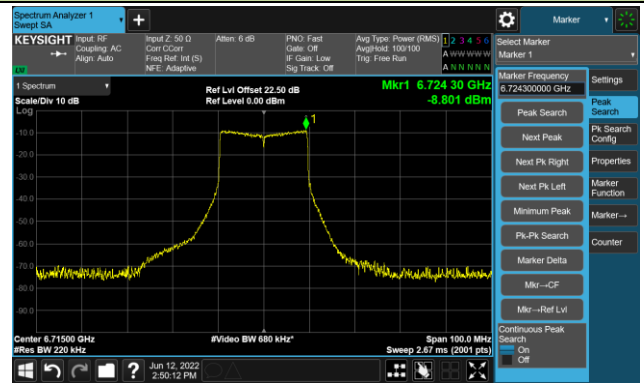 Spectrum Analyzer 1
Swept SA
Marker
KEYSIGHT
Input: RF
Coupling: AC
Align: Auto
Input Z: 50 Ω
Corr CCorr
Freq Ref: Int (S)
NFE: Adaptive
Atten: 6 dB
PNO: Fast
Gate: Off
IF Gain: Low
Sig Track: Off
Avg Type: Power (RMS)
Avg|Hold: 100/100
Trig: Free Run
1 2 3 4 5 6
A W W W W W
A N N N N N
Select Marker
Marker 1
LXI
1 Spectrum
Scale/Div 10 dB
Ref Lvl Offset 22.50 dB
Ref Level 0.00 dBm
Mkr1 6.724 30 GHz
-8.801 dBm
Log
1
-10.0
-20.0
-30.0
-40.0
-50.0
-60.0
-70.0
-80.0
-90.0
Center 6.71500 GHz
#Res BW 220 kHz
#Video BW 680 kHz*
Span 100.0 MHz
Sweep 2.67 ms (2001 pts)
Marker Frequency
6.724300000 GHz
Peak Search
Next Peak
Next Pk Right
Next Pk Left
Minimum Peak
Pk-Pk Search
Marker Delta
Mkr→CF
Mkr→Ref Lvl
Continuous Peak
Search
On
Off
Settings
Peak
Search
Pk Search
Config
Properties
Marker
Function
Marker→
Counter
?
Jun 12, 2022
2:50:12 PM